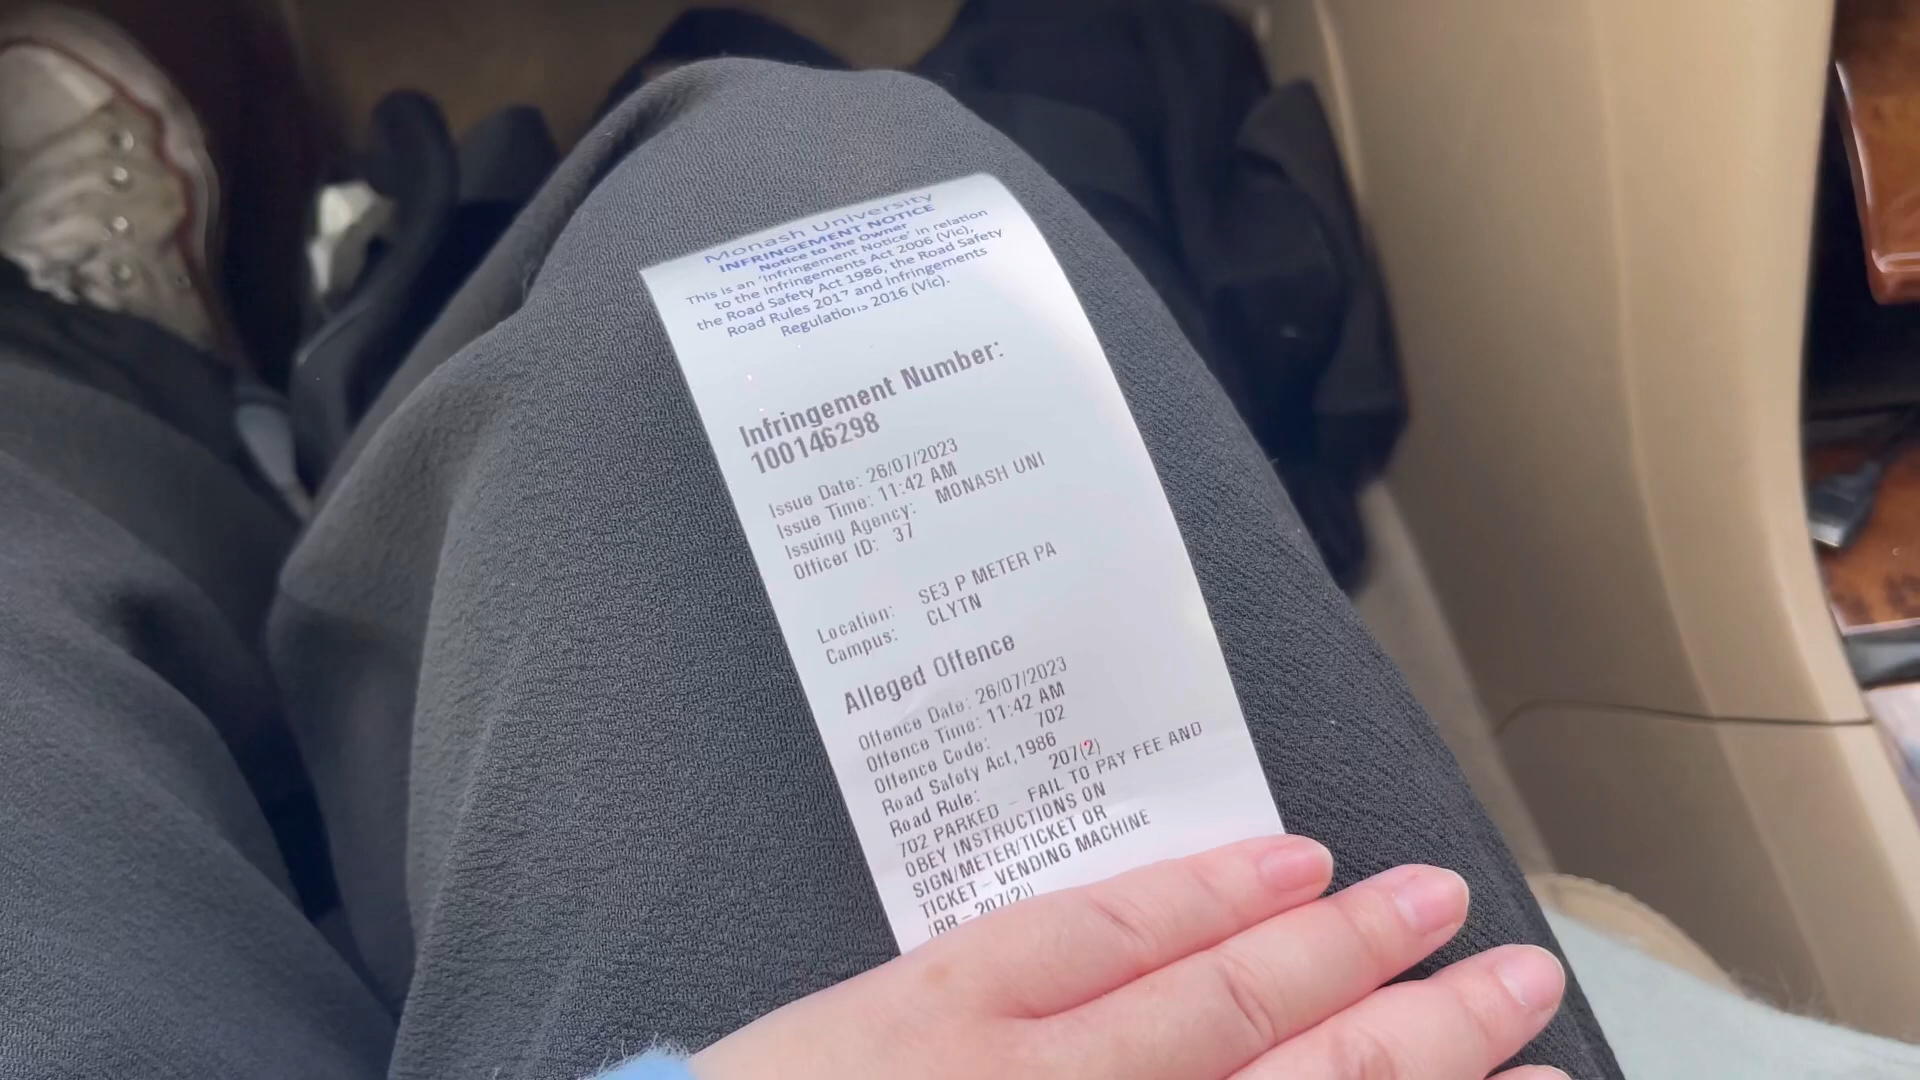 Monash University
INFRINGEMENT NOTICE
Notice to the Owner
This is an 'Infringement Notice' in relation
to the Infringements Act 2006 (Vic),
the Road Safety Act 1986, the Road Safety
Road Rules 2017 and Infringements
Regulations 2016 (Vic).
Infringement Number:
100146298
Issue Date: 26/07/2023
Issue Time: 11:42 AM
Issuing Agency: MONASH UNI
Officer ID: 37
Location: SE3 P METER PA
Campus: CLYTN
Alleged Offence
Offence Date: 26/07/2023
Offence Time: 11:42 AM
Offence Code: 702
Road Safety Act,1986
Road Rule: 207(2)
702 PARKED - FAIL TO PAY FEE AND
OBEY INSTRUCTIONS ON
SIGN/METER/TICKET OR
TICKET - VENDING MACHINE
(RR - 207(2))